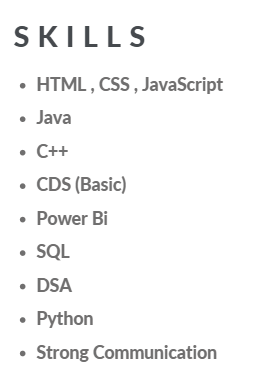 SKILLS
• HTML , CSS , JavaScript
• Java
• C++
• CDS (Basic)
• Power Bi
• SQL
• DSA
• Python
• Strong Communication